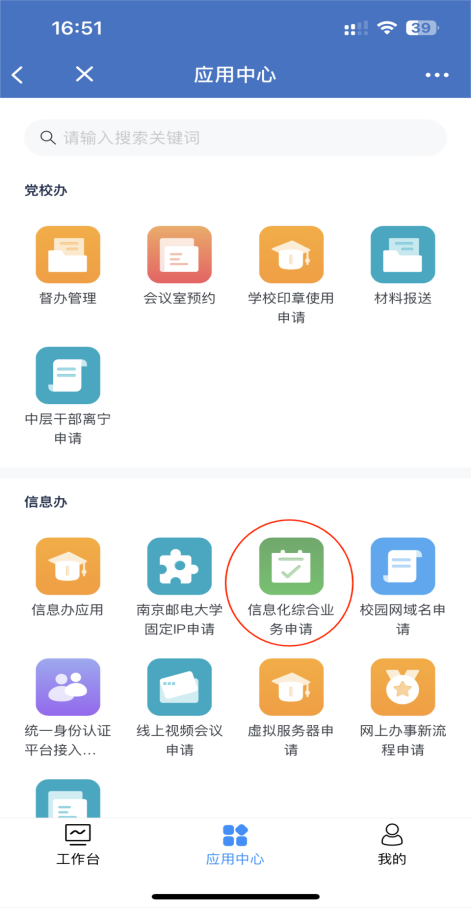 16:51
39
应用中心
请输入搜索关键词
党校办
督办管理
会议室预约
学校印章使用
申请
材料报送
中层干部离宁
申请
信息办
信息办应用
南京邮电大学
固定IP申请
信息化综合业
务申请
校园网域名申
请
统一身份认证
平台接入...
线上视频会议
申请
虚拟服务器申
请
网上办事新流
程申请
工作台
应用中心
我的